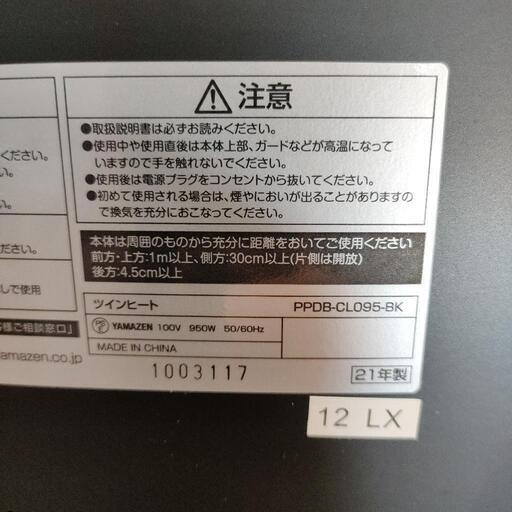 ⚠注意
●取扱説明書は必ずお読みください。
●使用中や使用直後は本体上部、ガードなどが高温になって
いますので手を触れないでください。
●使用後は電源プラグをコンセントから抜いてください。
●初めて使用される場合は、煙やにおいが出ることがありますの
で換気を充分におこなってください。
ください。
い。
い。
本体は周囲のものから充分に距離をおいてご使用ください
前方・上方:1m以上、側方:30cm以上(片側は開放)
後方:4.5cm以上
しで使用
ツインヒート PPDB-CL095-BK
YAMAZEN 100V 950W 50/60Hz
MADE IN CHINA
客様ご相談窓口
yamazen.co.jp
1003117
21年製
12 LX